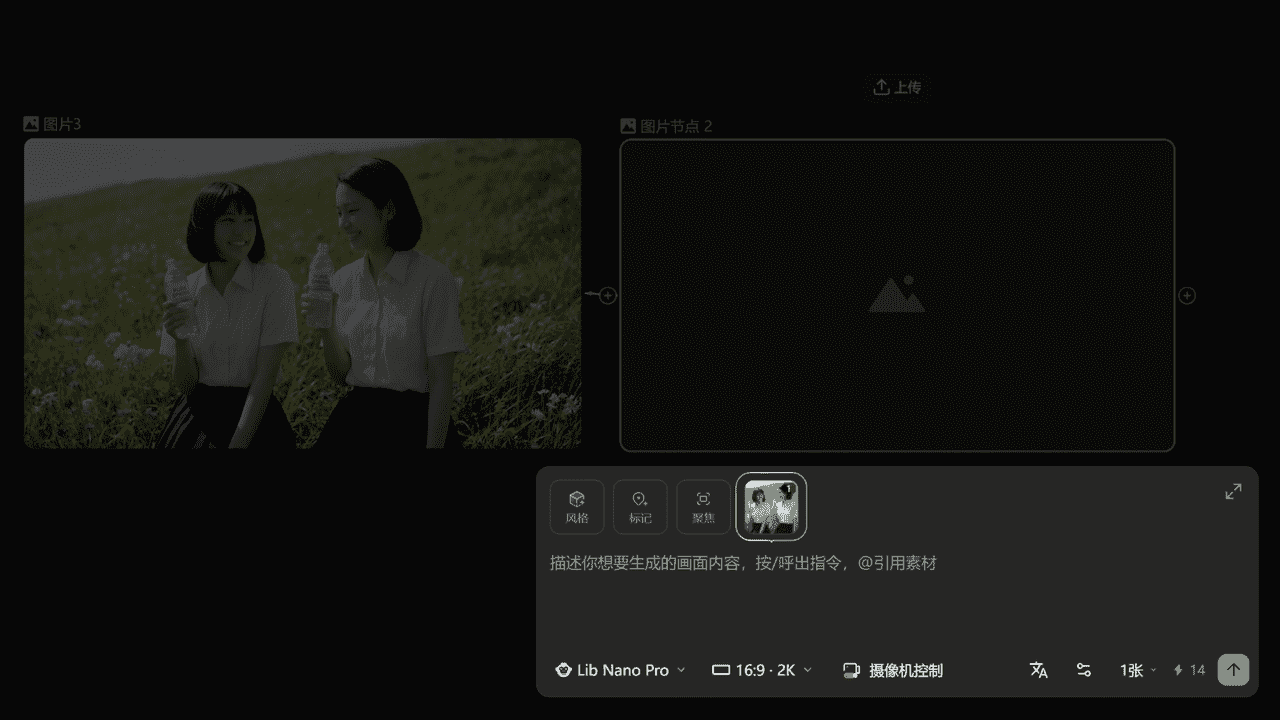 上传
图片3
图片节点 2
风格
标记
聚焦
1
描述你想要生成的画面内容，按/呼出指令，@引用素材
Lib Nano Pro
16:9 · 2K
摄像机控制
1张
14